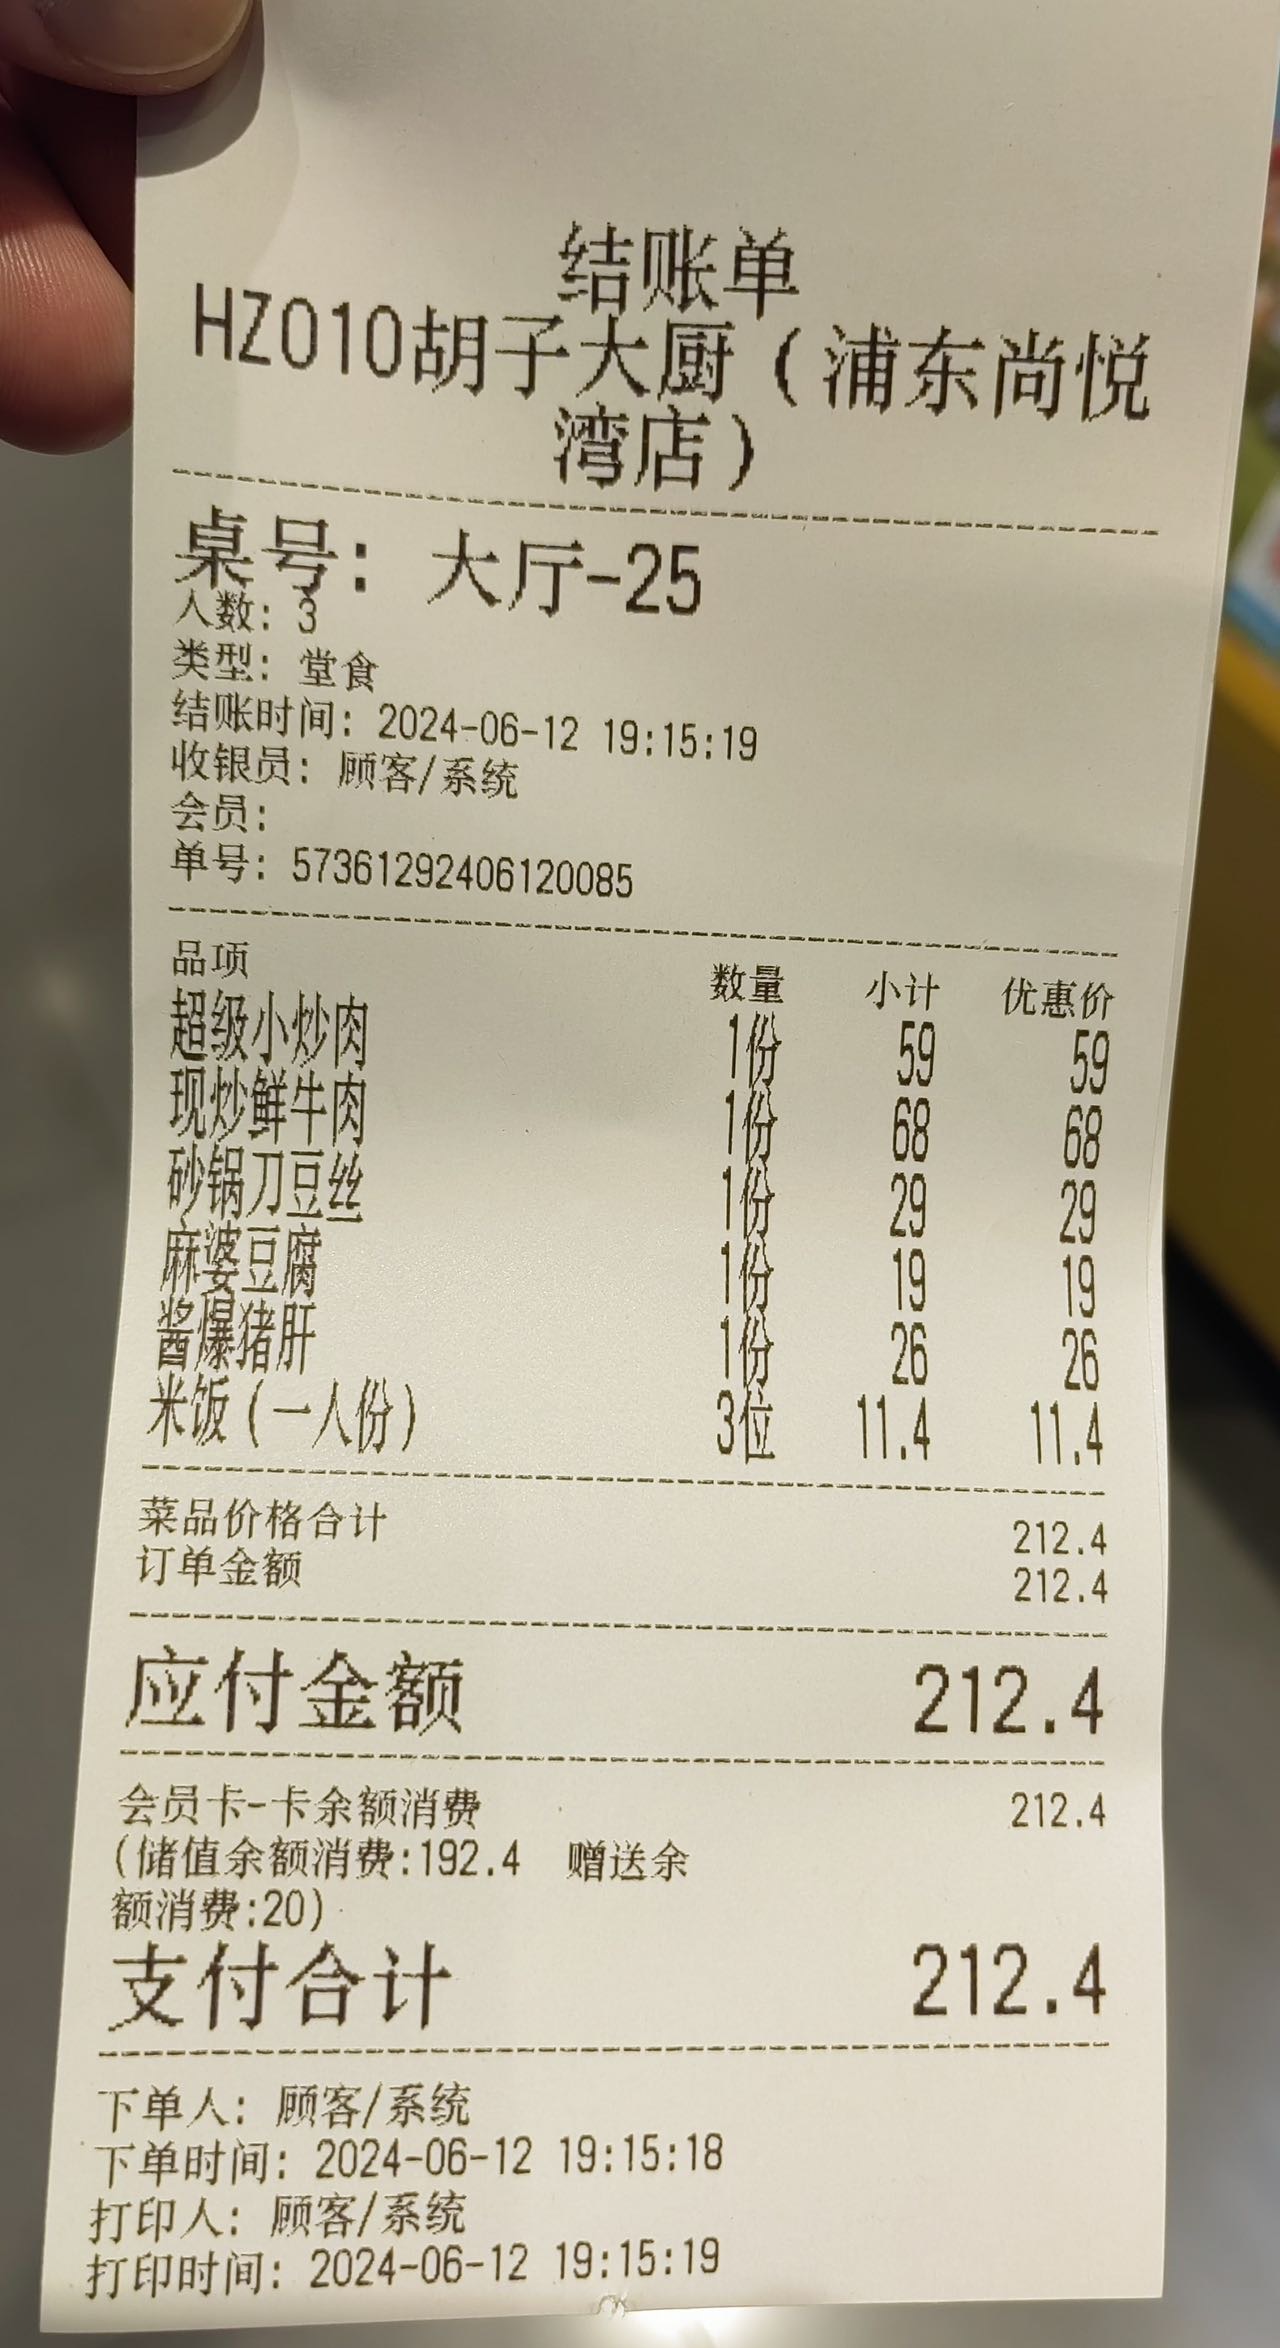 结账单
HZ010胡子大厨（浦东尚悦
湾店）
桌号： 大厅-25
人数：3
类型：堂食
结账时间：2024-06-12 19:15:19
收银员：顾客/系统
会员：
单号：57361292406120085
品项 数量 小计 优惠价
超级小炒肉 1份 59 59
现炒鲜牛肉 1份 68 68
砂锅刀豆丝 1份 29 29
麻婆豆腐 1份 19 19
酱爆猪肝 1份 26 26
米饭（一人份） 3位 11.4 11.4
菜品价格合计 212.4
订单金额 212.4
应付金额 212.4
会员卡-卡余额消费 212.4
(储值余额消费:192.4 赠送余
额消费:20)
支付合计 212.4
下单人：顾客/系统
下单时间：2024-06-12 19:15:18
打印人：顾客/系统
打印时间：2024-06-12 19:15:19